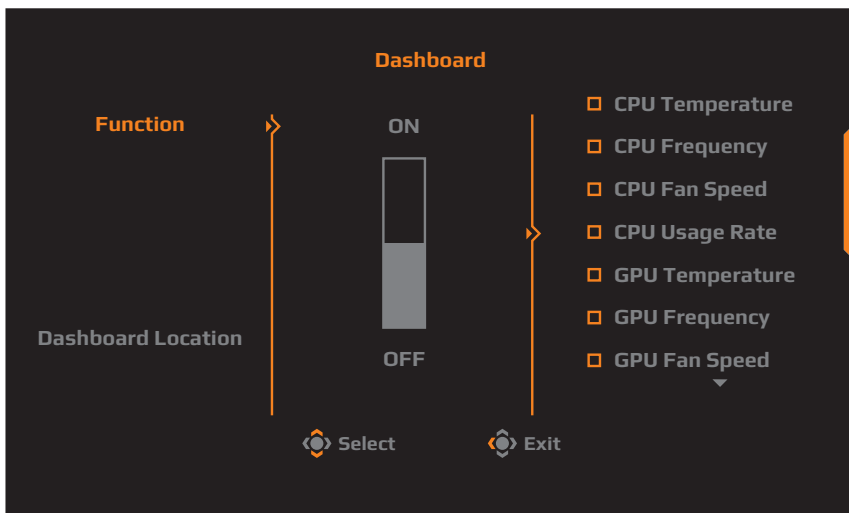 Dashboard
Function
ON
OFF
Dashboard Location
CPU Temperature
CPU Frequency
CPU Fan Speed
CPU Usage Rate
GPU Temperature
GPU Frequency
GPU Fan Speed
Select
Exit